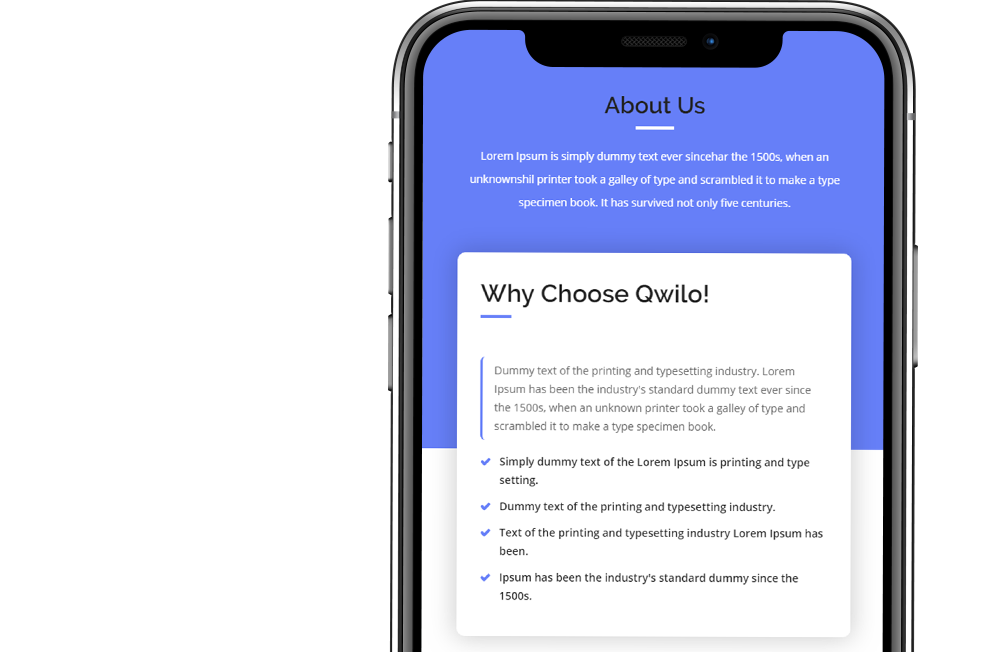 About Us
Lorem Ipsum is simply dummy text ever sincehar the 1500s, when an
unknownshil printer took a galley of type and scrambled it to make a type
specimen book. It has survived not only five centuries.
Why Choose Qwilo!
Dummy text of the printing and typesetting industry. Lorem
Ipsum has been the industry's standard dummy text ever since
the 1500s, when an unknown printer took a galley of type and
scrambled it to make a type specimen book.
Simply dummy text of the Lorem Ipsum is printing and type
setting.
Dummy text of the printing and typesetting industry.
Text of the printing and typesetting industry Lorem Ipsum has
been.
Ipsum has been the industry's standard dummy since the
1500s.